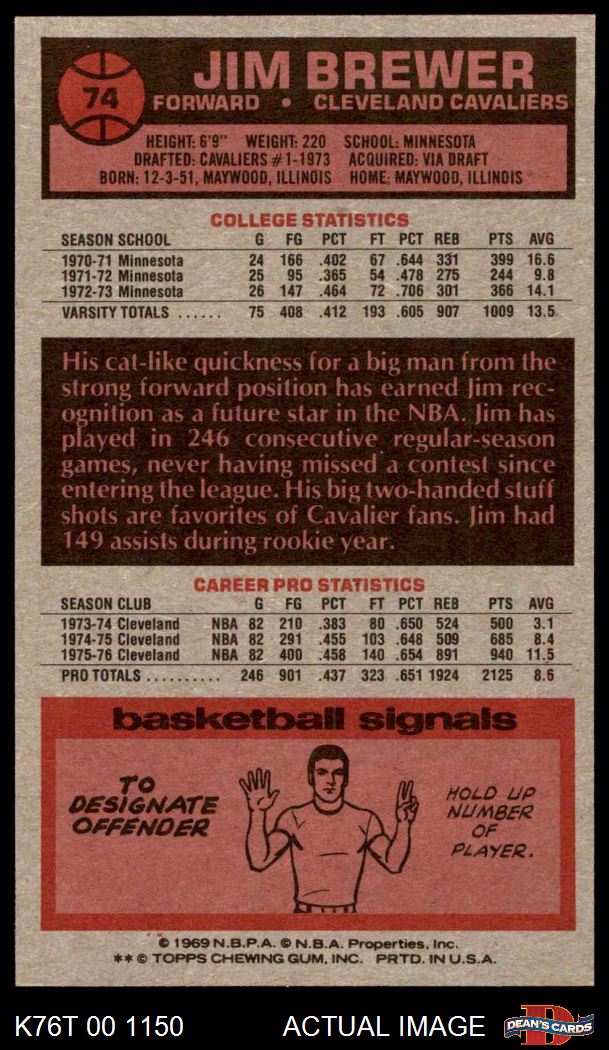 74
JIM BREWER
FORWARD • CLEVELAND CAVALIERS
HEIGHT: 6'9" WEIGHT: 220 SCHOOL: MINNESOTA
DRAFTED: CAVALIERS #1-1973 ACQUIRED: VIA DRAFT
BORN: 12-3-51, MAYWOOD, ILLINOIS HOME: MAYWOOD, ILLINOIS
COLLEGE STATISTICS
SEASON SCHOOL G FG PCT FT PCT REB PTS AVG
1970-71 Minnesota 24 166 .402 67 .644 331 399 16.6
1971-72 Minnesota 25 95 .365 54 .478 275 244 9.8
1972-73 Minnesota 26 147 .464 72 .706 301 366 14.1
VARSITY TOTALS ...... 75 408 .412 193 .605 907 1009 13.5
His cat-like quickness for a big man from the
strong forward position has earned Jim rec-
ognition as a future star in the NBA. Jim has
played in 246 consecutive regular-season
games, never having missed a contest since
entering the league. His big two-handed stuff
shots are favorites of Cavalier fans. Jim had
149 assists during rookie year.
CAREER PRO STATISTICS
SEASON CLUB G FG PCT FT PCT REB PTS AVG
1973-74 Cleveland NBA 82 210 .383 80 .650 524 500 3.1
1974-75 Cleveland NBA 82 291 .455 103 .648 509 685 8.4
1975-76 Cleveland NBA 82 400 .458 140 .654 891 940 11.5
PRO TOTALS .......... 246 901 .437 323 .651 1924 2125 8.6
basketball signals
TO
DESIGNATE
OFFENDER
HOLD UP
NUMBER
OF
PLAYER.
© 1969 N.B.P.A. © N.B.A. Properties, Inc.
** © TOPPS CHEWING GUM, INC. PRTD. IN U.S.A.
K76T 00 1150 ACTUAL IMAGE D DEAN'S CARDS